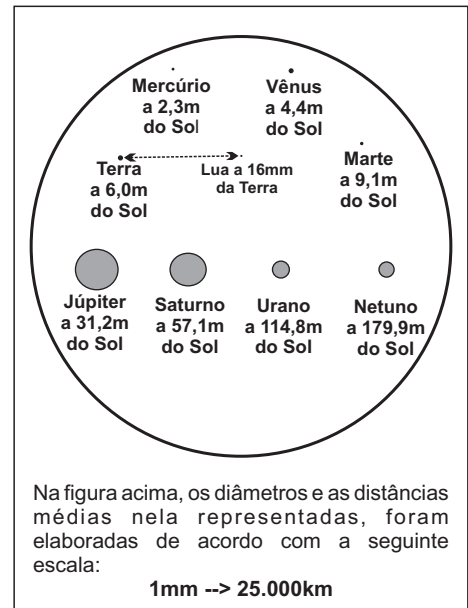 Mercúrio
a 2,3m
do Sol
Vênus
a 4,4m
do Sol
Terra
a 6,0m
do Sol
Lua a 16mm
da Terra
Marte
a 9,1m
do Sol
Júpiter
a 31,2m
do Sol
Saturno
a 57,1m
do Sol
Urano
a 114,8m
do Sol
Netuno
a 179,9m
do Sol
Na figura acima, os diâmetros e as distâncias
médias nela representadas, foram
elaboradas de acordo com a seguinte
escala:
1mm --> 25.000km